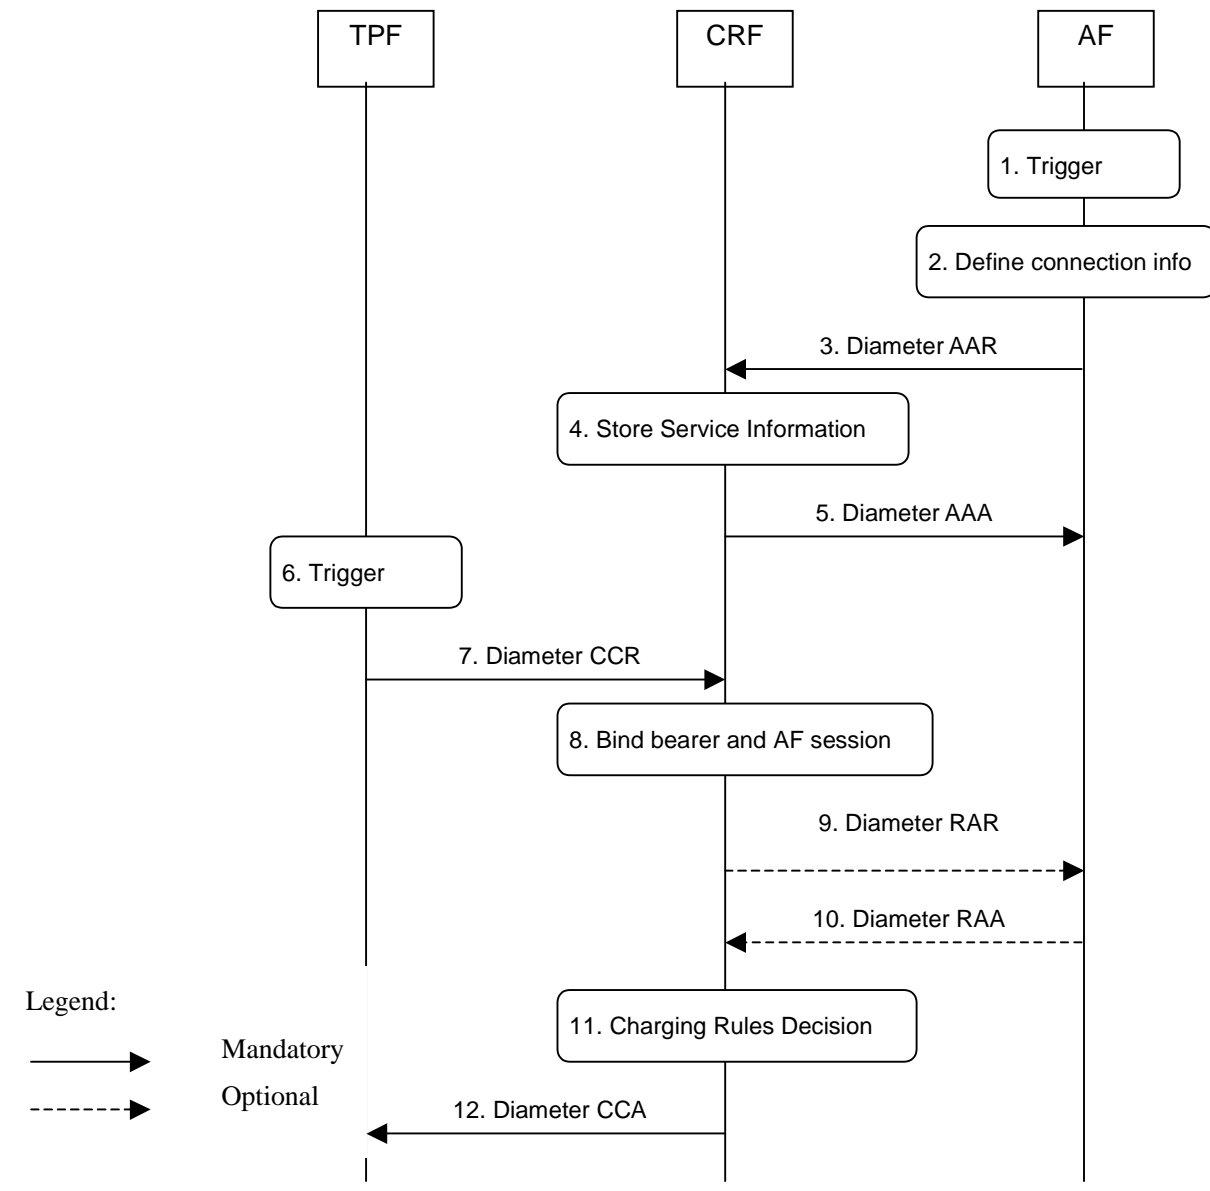 TPF
CRF
AF
1. Trigger
2. Define connection info
3. Diameter AAR
4. Store Service Information
5. Diameter AAA
6. Trigger
7. Diameter CCR
8. Bind bearer and AF session
9. Diameter RAR
10. Diameter RAA
11. Charging Rules Decision
12. Diameter CCA
Legend:
Mandatory
Optional